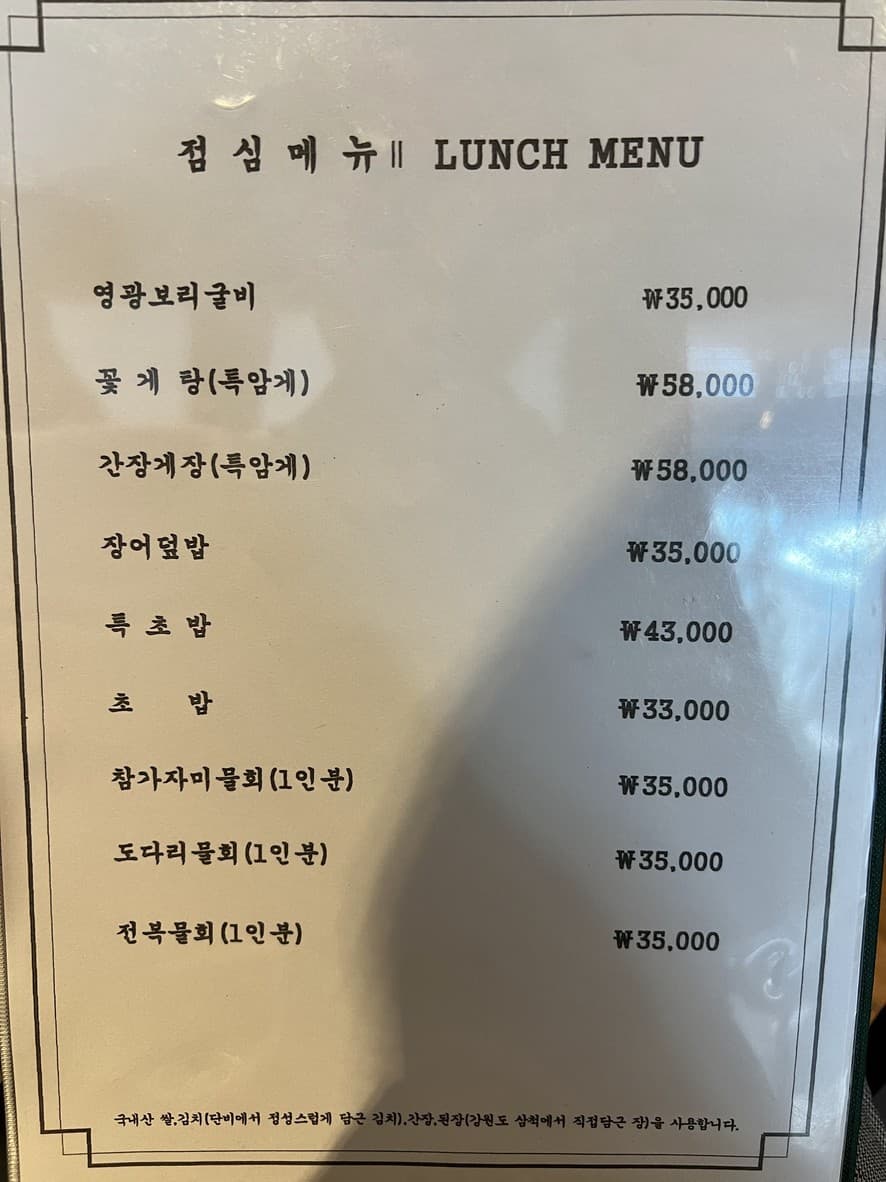 점심메뉴 || LUNCH MENU
영광보리굴비 ₩35,000
꽃게탕(특암게) ₩58,000
간장게장(특암게) ₩58,000
장어덮밥 ₩35,000
특초밥 ₩43,000
초밥 ₩33,000
참가자미물회(1인분) ₩35,000
도다리물회(1인분) ₩35,000
전복물회(1인분) ₩35,000
국내산 쌀,김치(단비에서 정성스럽게 담근 김치),간장,된장(강원도 삼척에서 직접담근 장)을 사용합니다.